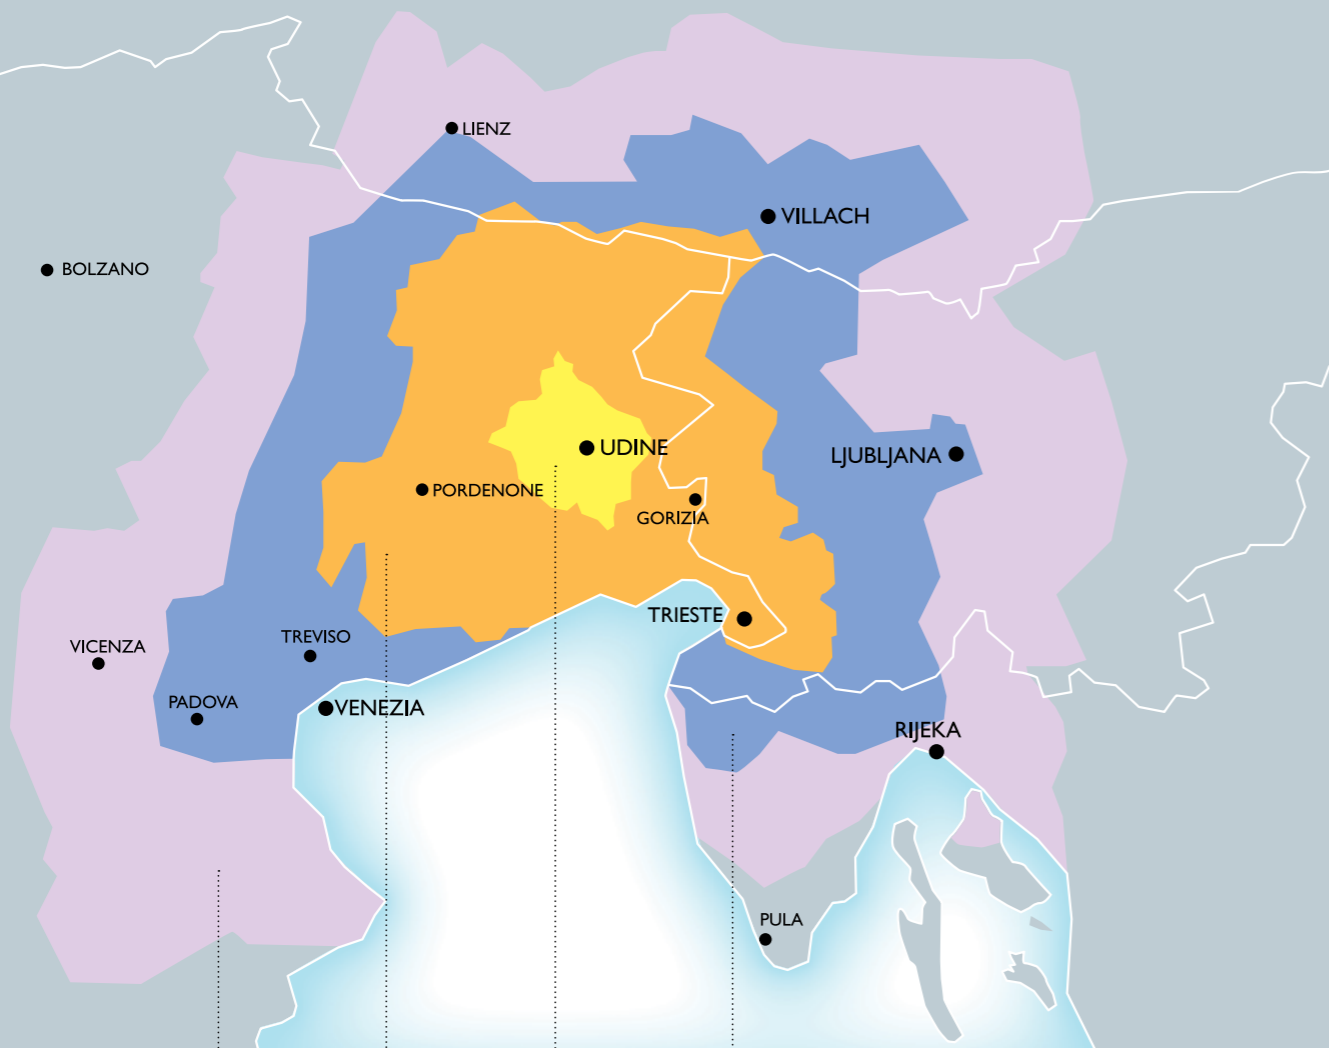 LIENZ
VILLACH
BOLZANO
UDINE
LJUBLJANA
PORDENONE
GORIZIA
TRIESTE
TREVISO
VICENZA
PADOVA
VENEZIA
RIJEKA
PULA